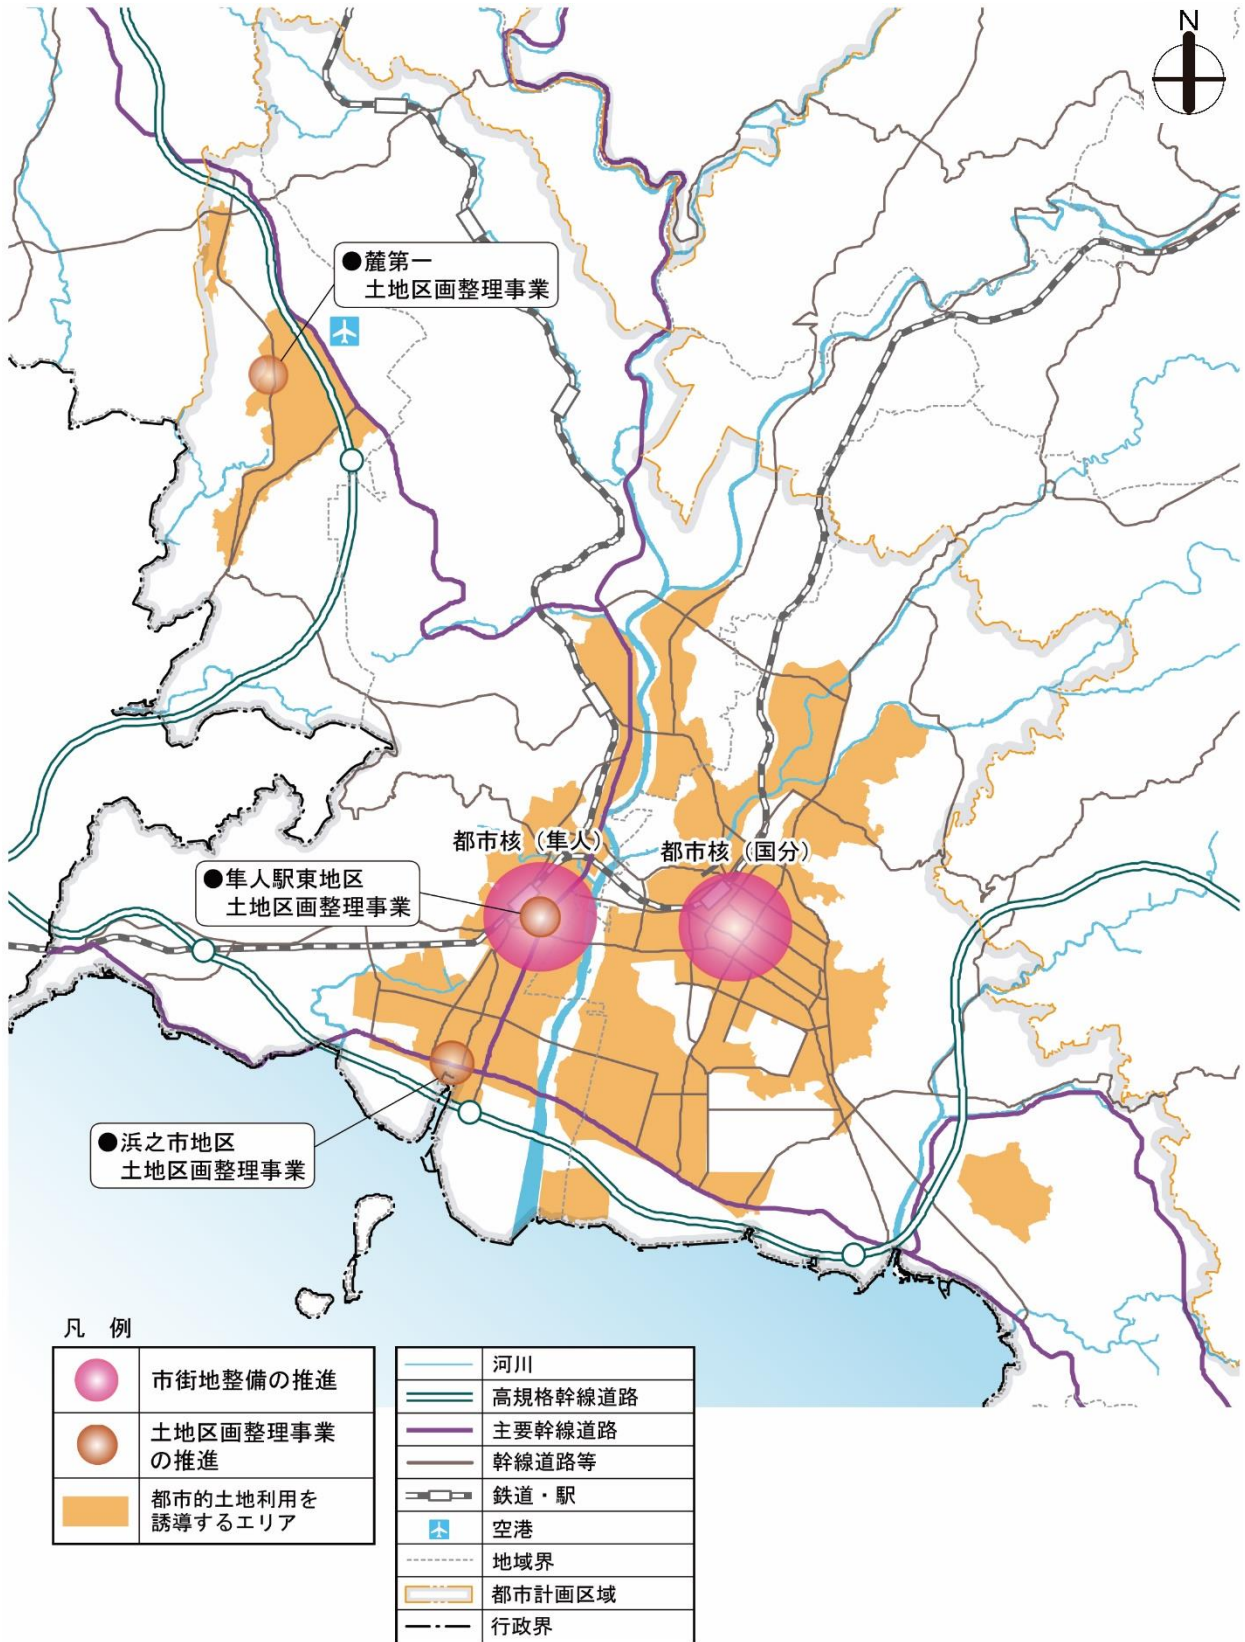 N
●麓第一
土地区画整理事業
都市核（隼人）
都市核（国分）
●隼人駅東地区
土地区画整理事業
●浜之市地区
土地区画整理事業
凡 例
市街地整備の推進
土地区画整理事業
の推進
都市的土地利用を
誘導するエリア
河川
高規格幹線道路
主要幹線道路
幹線道路等
鉄道・駅
空港
地域界
都市計画区域
行政界